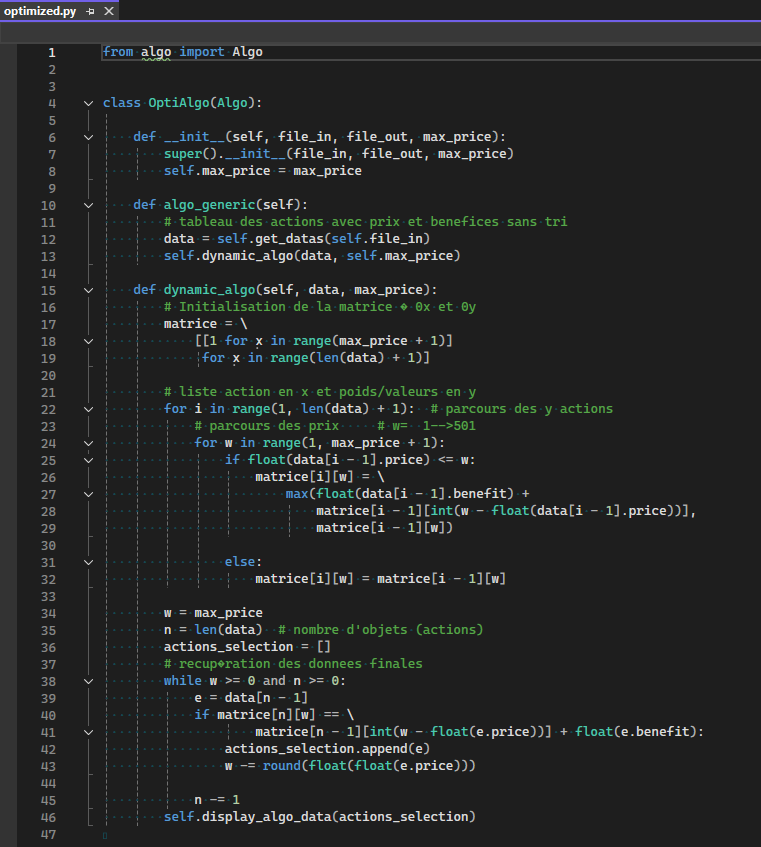 optimized.py
1 from algo import Algo
2
3
4 class OptiAlgo(Algo):
5
6     def __init__(self, file_in, file_out, max_price):
7         super().__init__(file_in, file_out, max_price)
8         self.max_price = max_price
9
10     def algo_generic(self):
11         # tableau des actions avec prix et benefices sans tri
12         data = self.get_datas(self.file_in)
13         self.dynamic_algo(data, self.max_price)
14
15     def dynamic_algo(self, data, max_price):
16         # Initialisation de la matrice � 0x et 0y
17         matrice = \
18             [[1 for x in range(max_price + 1)]
19              for x in range(len(data) + 1)]
20
21         # liste action en x et poids/valeurs en y
22         for i in range(1, len(data) + 1):  # parcours des y actions
23             # parcours des prix     # w=  1-->501
24             for w in range(1, max_price + 1):
25                 if float(data[i - 1].price) <= w:
26                     matrice[i][w] = \
27                         max(float(data[i - 1].benefit) +
28                             matrice[i - 1][int(w - float(data[i - 1].price))],
29                             matrice[i - 1][w])
30
31                 else:
32                     matrice[i][w] = matrice[i - 1][w]
33
34         w = max_price
35         n = len(data)  # nombre d'objets (actions)
36         actions_selection = []
37         # recup�ration des donnees finales
38         while w >= 0 and n >= 0:
39             e = data[n - 1]
40             if matrice[n][w] == \
41                     matrice[n - 1][int(w - float(e.price))] + float(e.benefit):
42                 actions_selection.append(e)
43                 w -= round(float(float(e.price)))
44
45             n -= 1
46         self.display_algo_data(actions_selection)
47